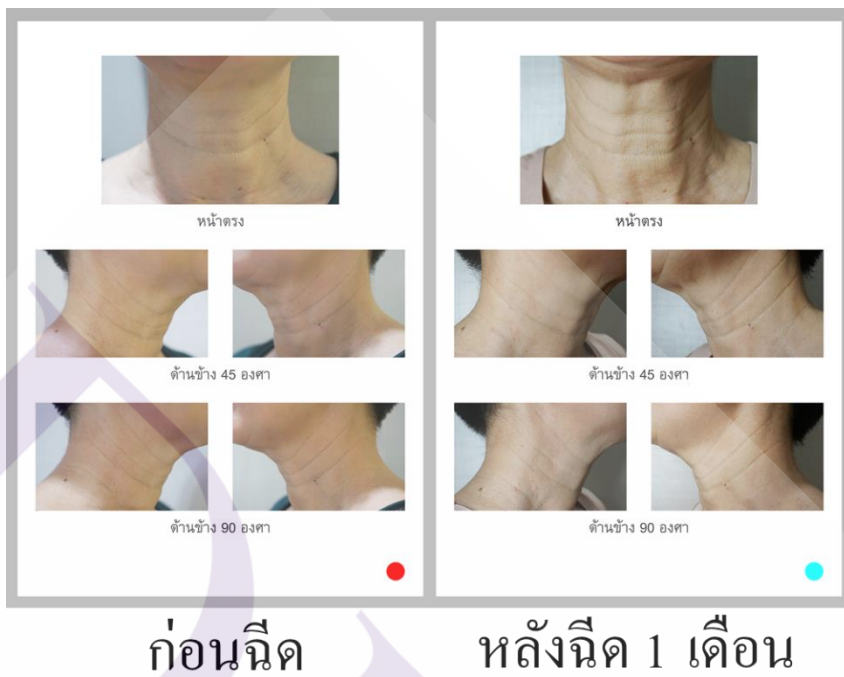 หน้าตรง
ด้านข้าง 45 องศา
ด้านข้าง 90 องศา
ก่อนฉีด
หน้าตรง
ด้านข้าง 45 องศา
ด้านข้าง 90 องศา
หลังฉีด 1 เดือน